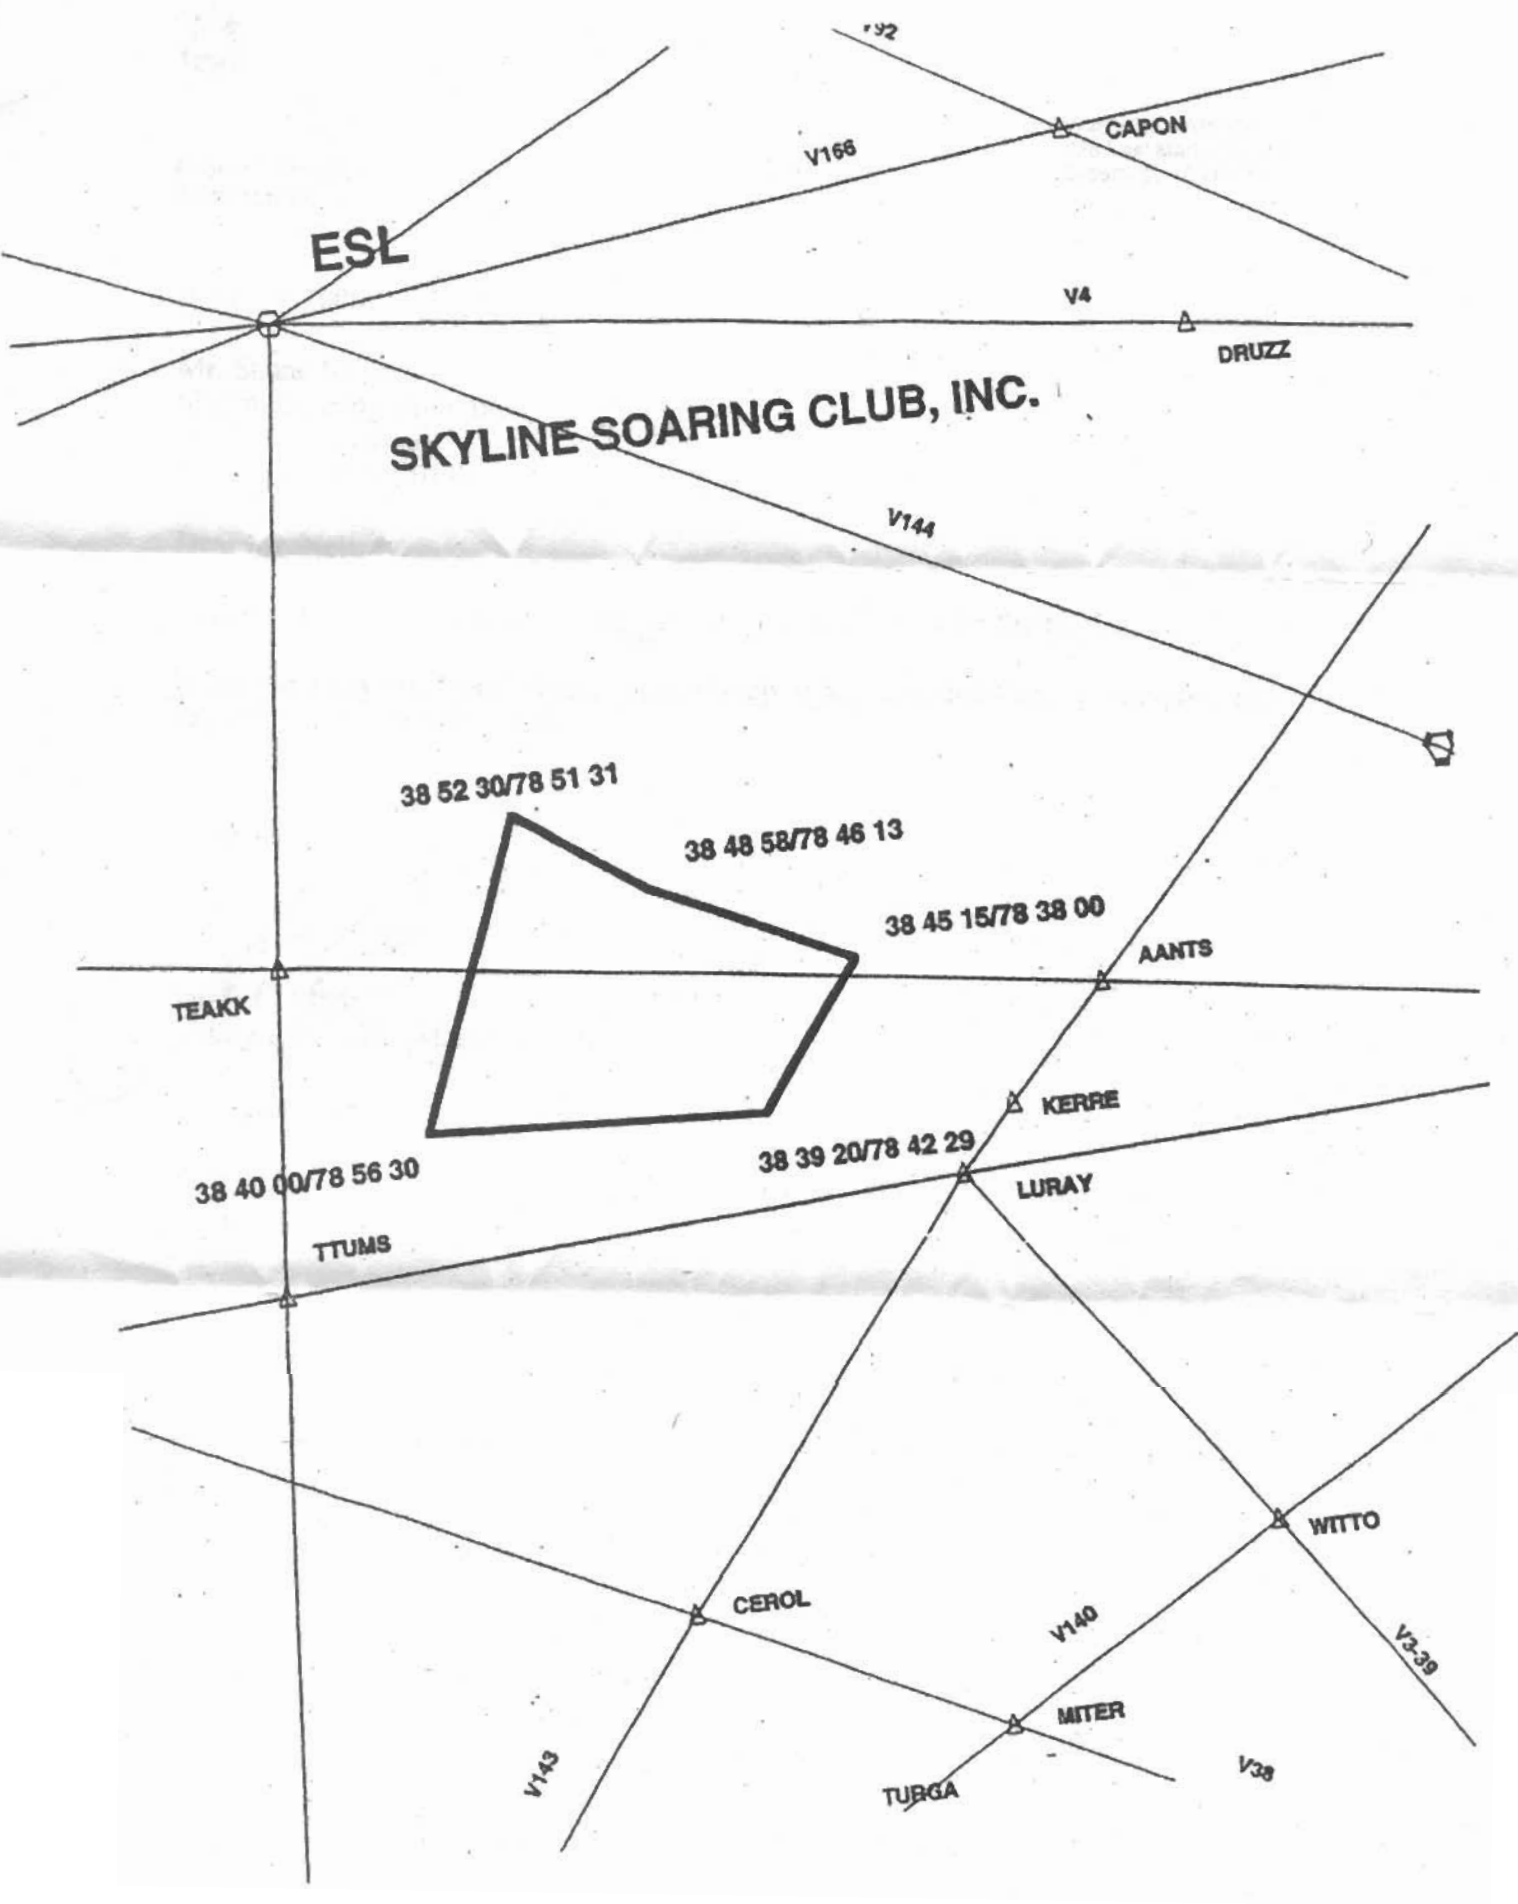 CAPON
V166
ESL
V4
DRUZZ
SKYLINE SOARING CLUB, INC.
V144
38 52 30/78 51 31
38 48 58/78 46 13
38 45 15/78 38 00
AANTS
TEAKK
KERRE
38 39 20/78 42 29
38 40 00/78 56 30
LURAY
TTUMS
WITTO
CEROL
V140
V3-39
MITER
V143
V38
TURGA